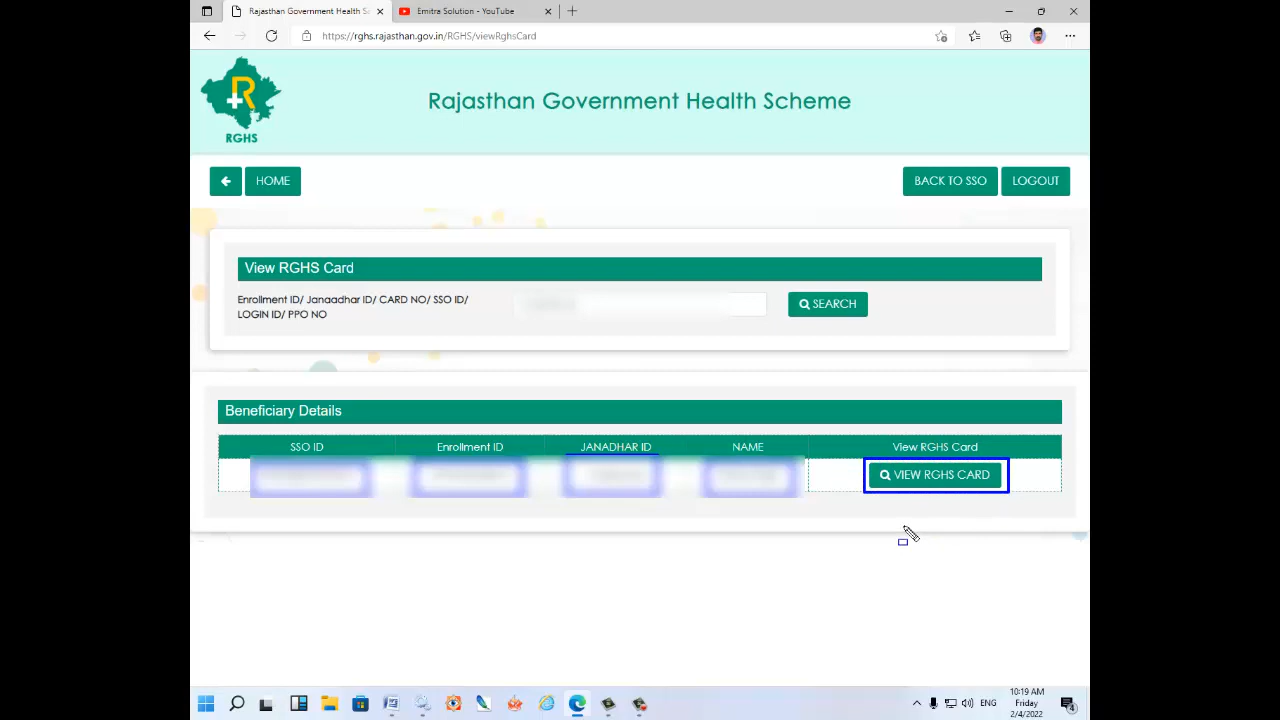 Rajasthan Government Health Sc
Emitra Solution - YouTube
https://rghs.rajasthan.gov.in/RGHS/viewRghsCard
R
RGHS
Rajasthan Government Health Scheme
HOME
BACK TO SSO
LOGOUT
View RGHS Card
Enrollment ID/ Janaadhar ID/ CARD NO/ SSO ID/
LOGIN ID/ PPO NO
SEARCH
Beneficiary Details
SSO ID Enrollment ID JANADHAR ID NAME View RGHS Card
VIEW RGHS CARD
ENG
10:19 AM
Friday
2/4/2022
4